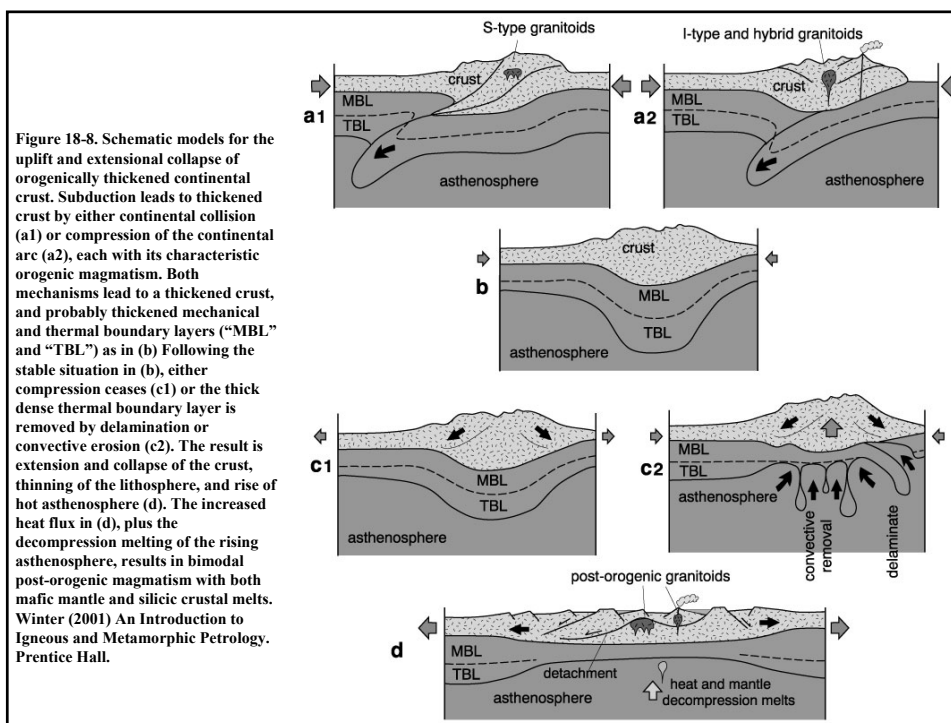 Figure 18-8. Schematic models for the
uplift and extensional collapse of
orogenically thickened continental
crust. Subduction leads to thickened
crust by either continental collision
(a1) or compression of the continental
arc (a2), each with its characteristic
orogenic magmatism. Both
mechanisms lead to a thickened crust,
and probably thickened mechanical
and thermal boundary layers (“MBL”
and “TBL”) as in (b) Following the
stable situation in (b), either
compression ceases (c1) or the thick
dense thermal boundary layer is
removed by delamination or
convective erosion (c2). The result is
extension and collapse of the crust,
thinning of the lithosphere, and rise of
hot asthenosphere (d). The increased
heat flux in (d), plus the
decompression melting of the rising
asthenosphere, results in bimodal
post-orogenic magmatism with both
mafic mantle and silicic crustal melts.
Winter (2001) An Introduction to
Igneous and Metamorphic Petrology.
Prentice Hall.
S-type granitoids
crust
MBL
a1
TBL
asthenosphere
I-type and hybrid granitoids
crust
MBL
a2
TBL
asthenosphere
crust
b
MBL
TBL
asthenosphere
c1
MBL
TBL
asthenosphere
MBL
c2
TBL
asthenosphere
convective
removal
delaminate
post-orogenic granitoids
d
MBL
TBL
detachment
asthenosphere
heat and mantle
decompression melts